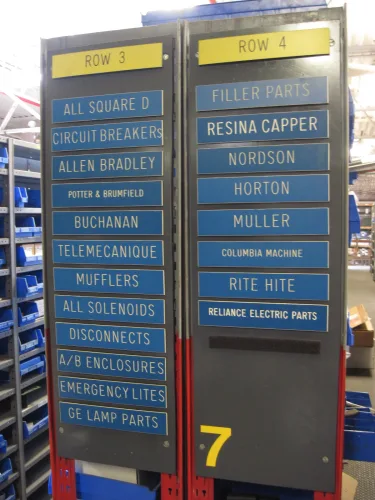 ROW 3
ALL SQUARE D
CIRCUIT BREAKERs
ALLEN BRADLEY
POTTER & BRUMFIELD
BUCHANAN
TELEMECANIQUE
MUFFLERS
ALL SOLENOIDS
DISCONNECTS
A/B ENCLOSURES
EMERGENCY LITES
GE LAMP PARTS
ROW 4
FILLER PARTS
RESINA CAPPER
NORDSON
HORTON
MULLER
COLUMBIA MACHINE
RITE HITE
RELIANCE ELECTRIC PARTS
7